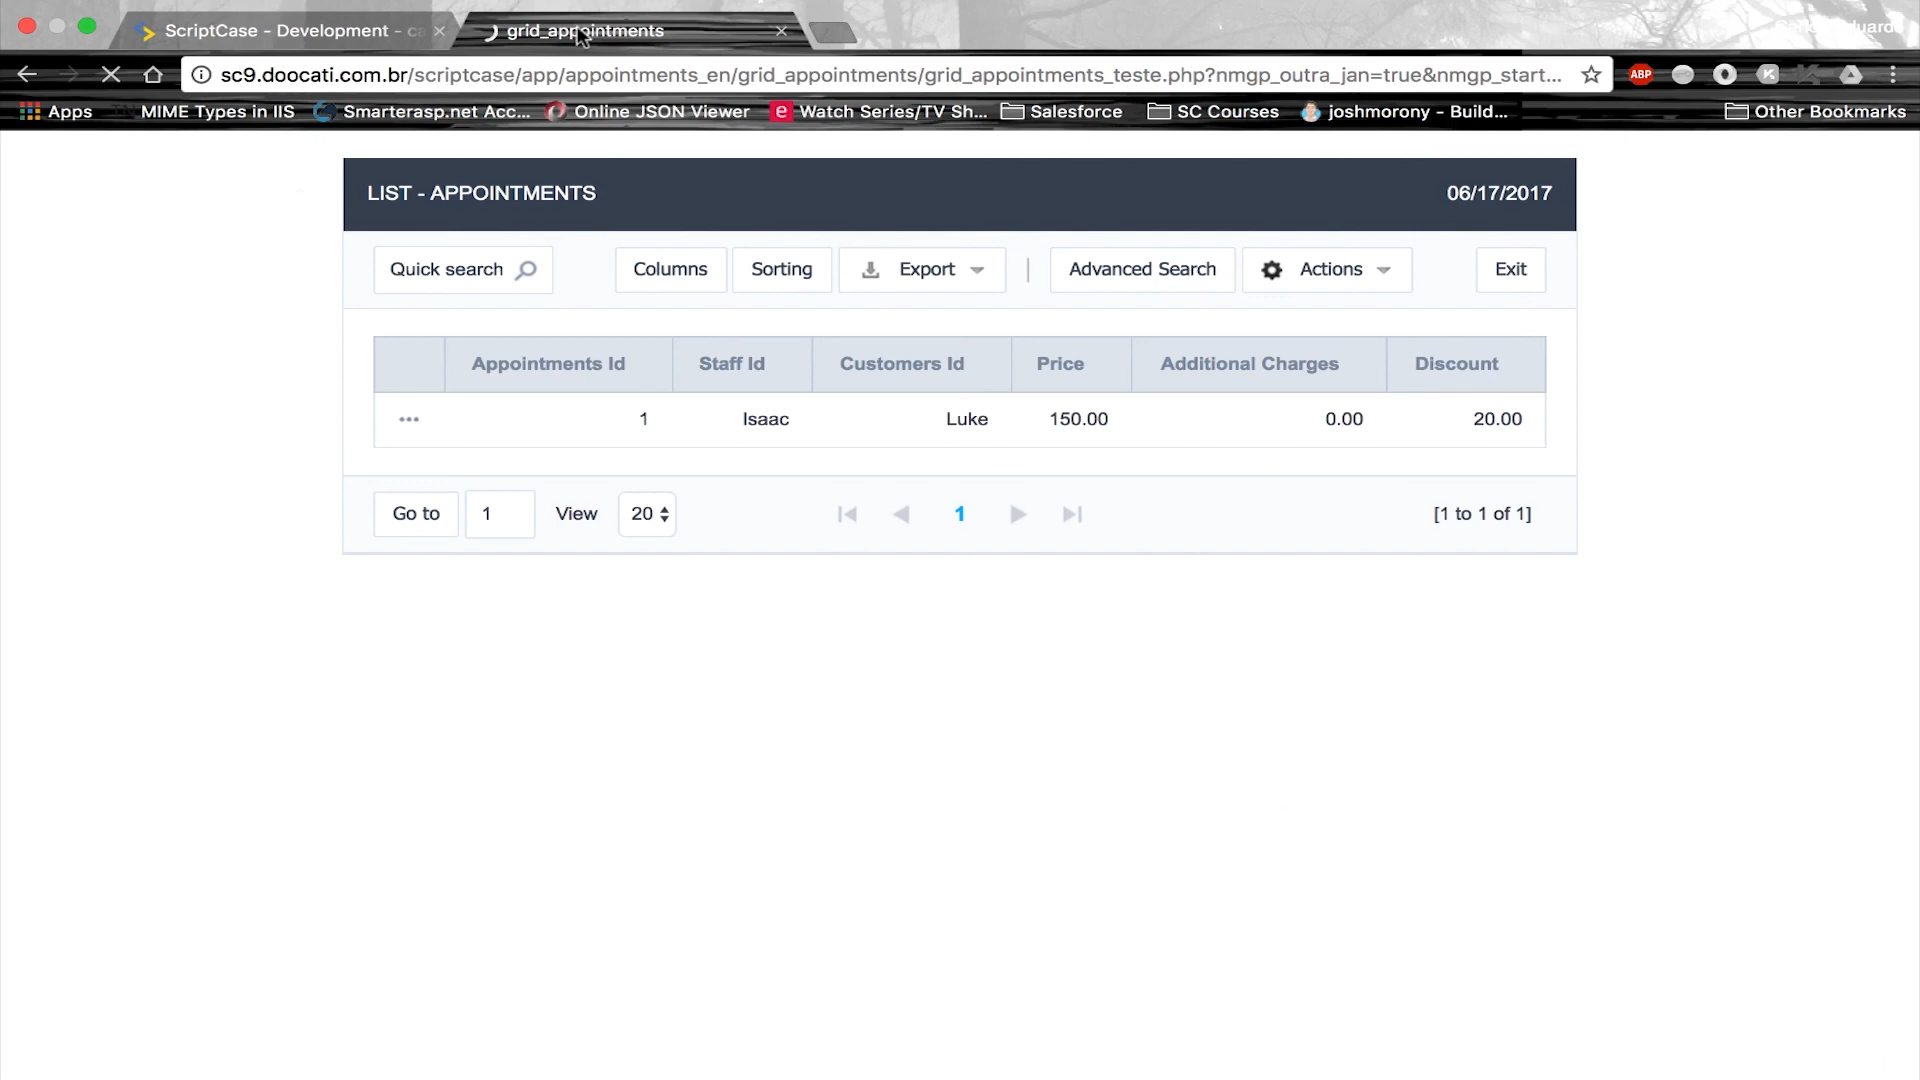 ScriptCase - Development - ca
grid_appointments
sc9.doocati.com.br/scriptcase/app/appointments_en/grid_appointments/grid_appointments_teste.php?nmgp_outra_jan=true&nmgp_start...
ABP
Apps MIME Types in IIS Smarterasp.net Acc... Online JSON Viewer Watch Series/TV Sh... Salesforce SC Courses joshmorony - Build... Other Bookmarks
LIST - APPOINTMENTS 06/17/2017
Quick search Columns Sorting Export | Advanced Search Actions Exit
Appointments Id Staff Id Customers Id Price Additional Charges Discount
1 Isaac Luke 150.00 0.00 20.00
Go to 1 View 20 1 [1 to 1 of 1]